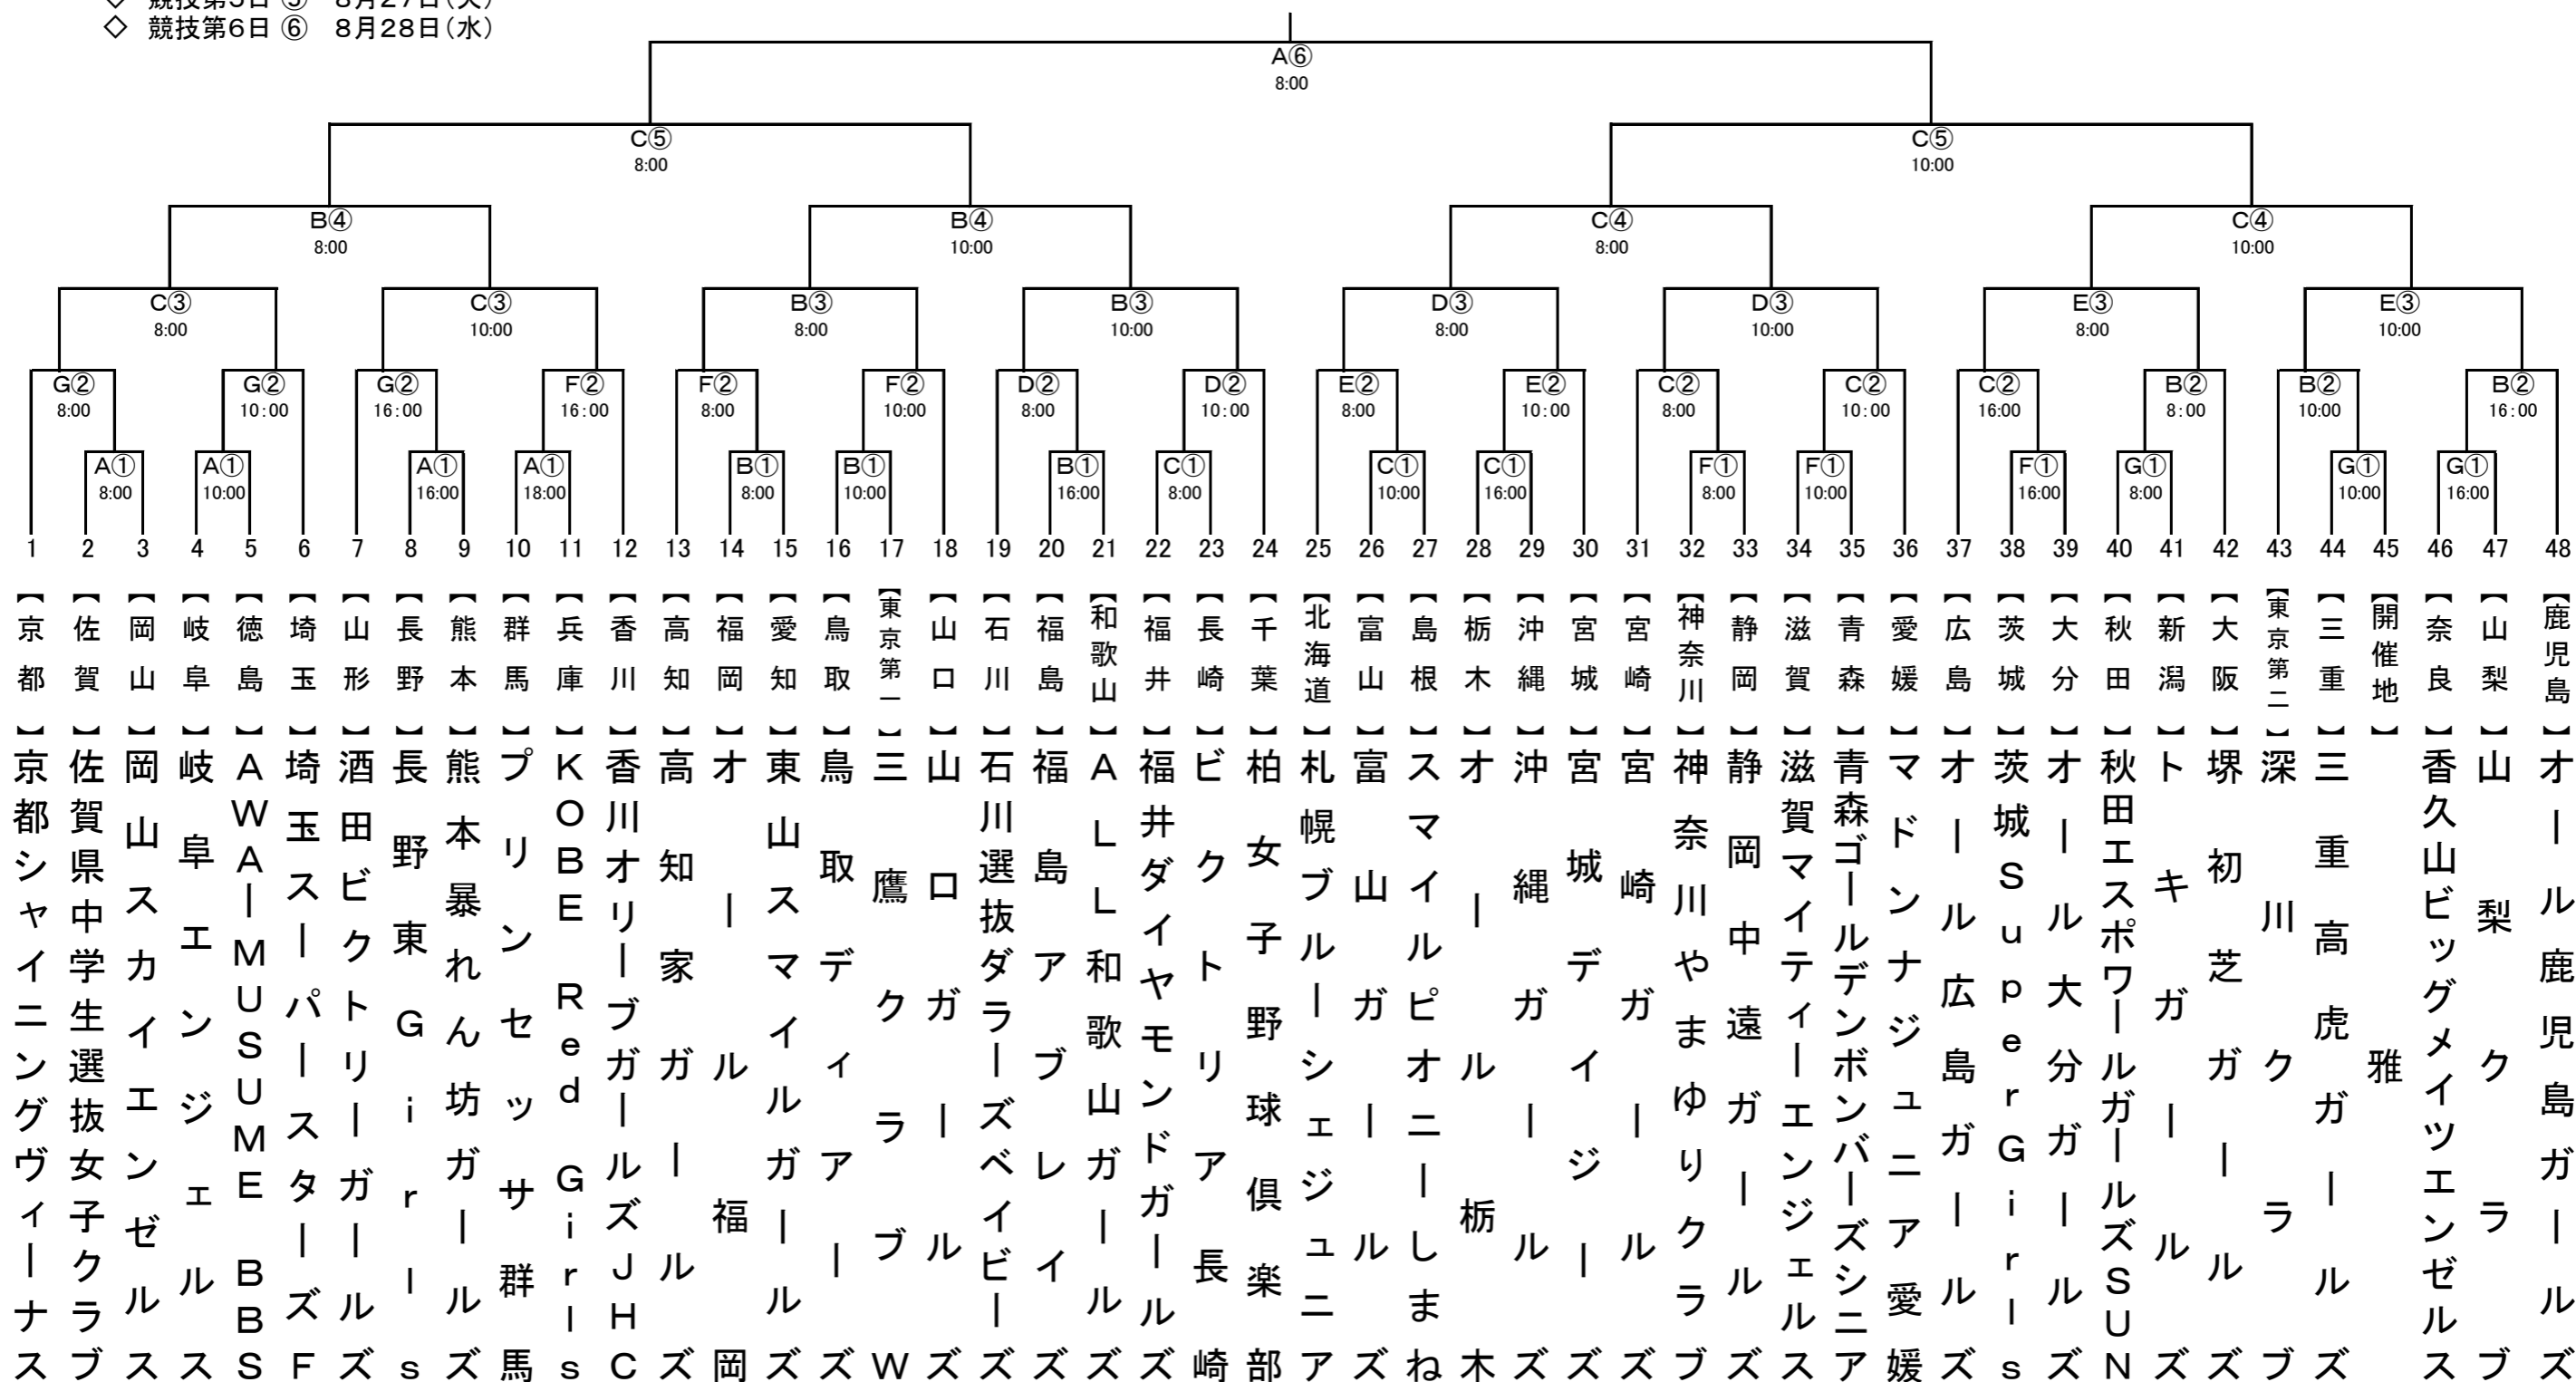 ◇ 競技第5日 ⑤ 8月27日(火)
◇ 競技第6日 ⑥ 8月28日(水)
A⑥
8:00
C⑤ C⑤
8:00 10:00
B④ B④ C④ C④
8:00 10:00 8:00 10:00
C③ C③ B③ B③ D③ D③ E③ E③
8:00 10:00 8:00 10:00 8:00 10:00 8:00 10:00
G② G② G② F② F② F② D② D② E② E② C② C② C② B② B② B②
8:00 10:00 16:00 16:00 8:00 10:00 8:00 10:00 8:00 10:00 8:00 10:00 16:00 8:00 10:00 16:00
A① A① A① A① B① B① B① C① C① C① F① F① F① G① G① G①
8:00 10:00 16:00 18:00 8:00 10:00 16:00 8:00 10:00 16:00 8:00 10:00 16:00 8:00 10:00 16:00
1 2 3 4 5 6 7 8 9 10 11 12 13 14 15 16 17 18 19 20 21 22 23 24 25 26 27 28 29 30 31 32 33 34 35 36 37 38 39 40 41 42 43 44 45 46 47 48
【京都】京都シャイニングヴィーナス
【佐賀】佐賀県中学生選抜女子クラブ
【岡山】岡山スカイエンゼルス
【岐阜】岐阜エンジェルス
【徳島】AWA-MUSUME BBS
【埼玉】埼玉スーパースターズF
【山形】酒田ビクトリーガールズ
【長野】長野東Girls
【熊本】熊本暴れん坊ガールズ
【群馬】プリンセッサ群馬
【兵庫】KOBE Red Girls
【香川】香川オリーブガールズJHC
【高知】高知家ガールズ
【福岡】オール福岡
【愛知】東山スマイルガールズ
【鳥取】鳥取ディアーズ
【東京第一】三鷹クラブW
【山口】山口ガールズ
【石川】石川選抜ダラーズベイビーズ
【福島】福島アブレイズ
【和歌山】ALL和歌山ガールズ
【福井】福井ダイヤモンドガールズ
【長崎】ビクトリア長崎
【千葉】柏女子野球倶楽部
【北海道】札幌ブルーシェジュニア
【富山】富山ガールズ
【島根】スマイルピオニーしまね
【栃木】オール栃木
【沖縄】沖縄ガールズ
【宮城】宮城デイジーズ
【宮崎】宮崎ガールズ
【神奈川】神奈川やまゆりクラブ
【静岡】静岡中遠ガールズ
【滋賀】滋賀マイティーエンジェルス
【青森】青森ゴールデンボンバーズシニア
【愛媛】マドンナジュニア愛媛
【広島】オール広島ガールズ
【茨城】茨城SuperGirls
【大分】オール大分ガールズ
【秋田】秋田エスポワールガールズSUN
【新潟】トキガールズ
【大阪】堺初芝ガールズ
【東京第二】深川クラブ
【三重】三重高虎ガールズ
【開催地】雅
【奈良】香久山ビッグメイツエンゼルス
【山梨】山梨クラブ
【鹿児島】オール鹿児島ガールズ